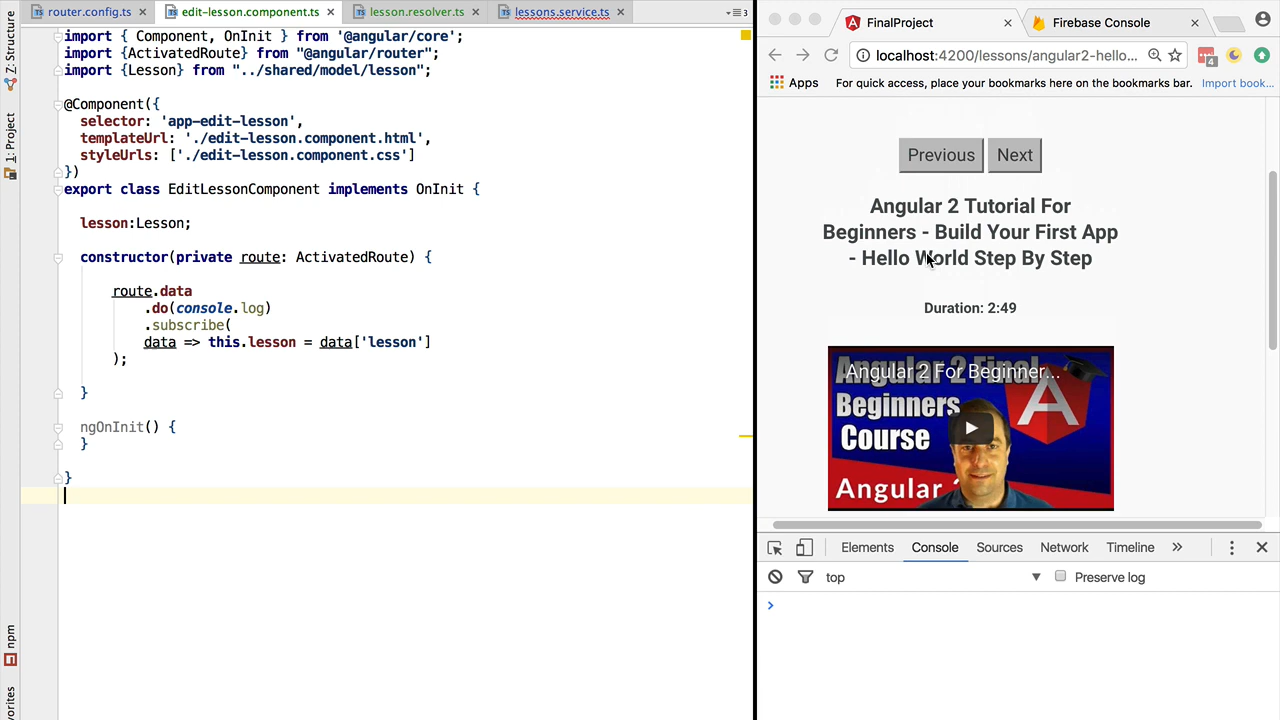 Z: Structure
1: Project
npm
vorites
router.config.ts
edit-lesson.component.ts
lesson.resolver.ts
lessons.service.ts
3
import { Component, OnInit } from '@angular/core';
import {ActivatedRoute} from "@angular/router";
import {Lesson} from "../shared/model/lesson";
@Component({
selector: 'app-edit-lesson',
templateUrl: './edit-lesson.component.html',
styleUrls: ['./edit-lesson.component.css']
})
export class EditLessonComponent implements OnInit {
lesson:Lesson;
constructor(private route: ActivatedRoute) {
route.data
.do(console.log)
.subscribe(
data => this.lesson = data['lesson']
);
}
ngOnInit() {
}
}
FinalProject
Firebase Console
localhost:4200/lessons/angular2-hello...
4
Apps
For quick access, place your bookmarks here on the bookmarks bar.
Import book...
Previous
Next
Angular 2 Tutorial For
Beginners - Build Your First App
- Hello World Step By Step
Duration: 2:49
Angular 2 For Beginner...
Angular 2 Final
Beginners
Course
Angular
Elements
Console
Sources
Network
Timeline
top
Preserve log